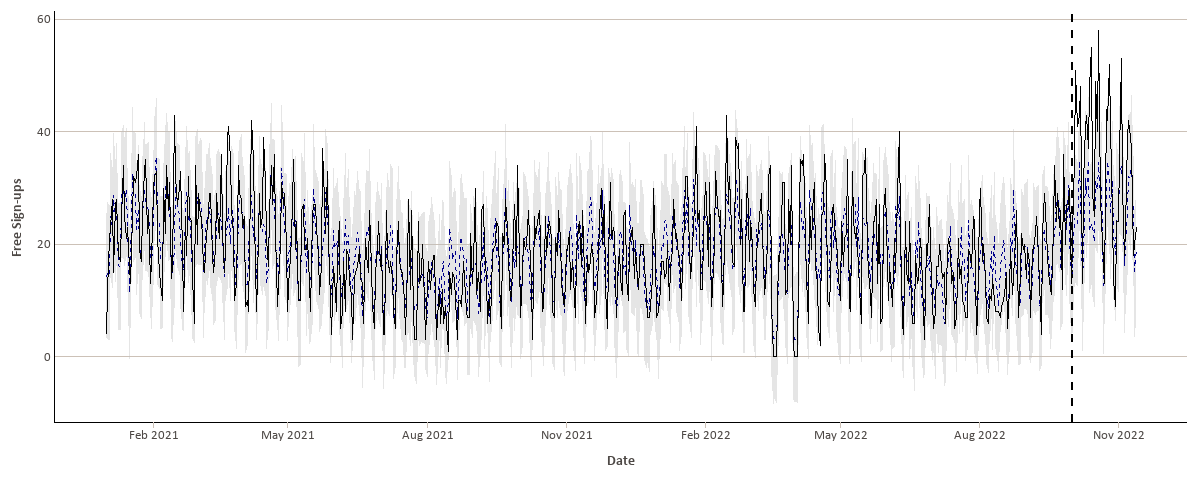 60
40
20
0
Free Sign-ups
Feb 2021
May 2021
Aug 2021
Nov 2021
Feb 2022
May 2022
Aug 2022
Nov 2022
Date